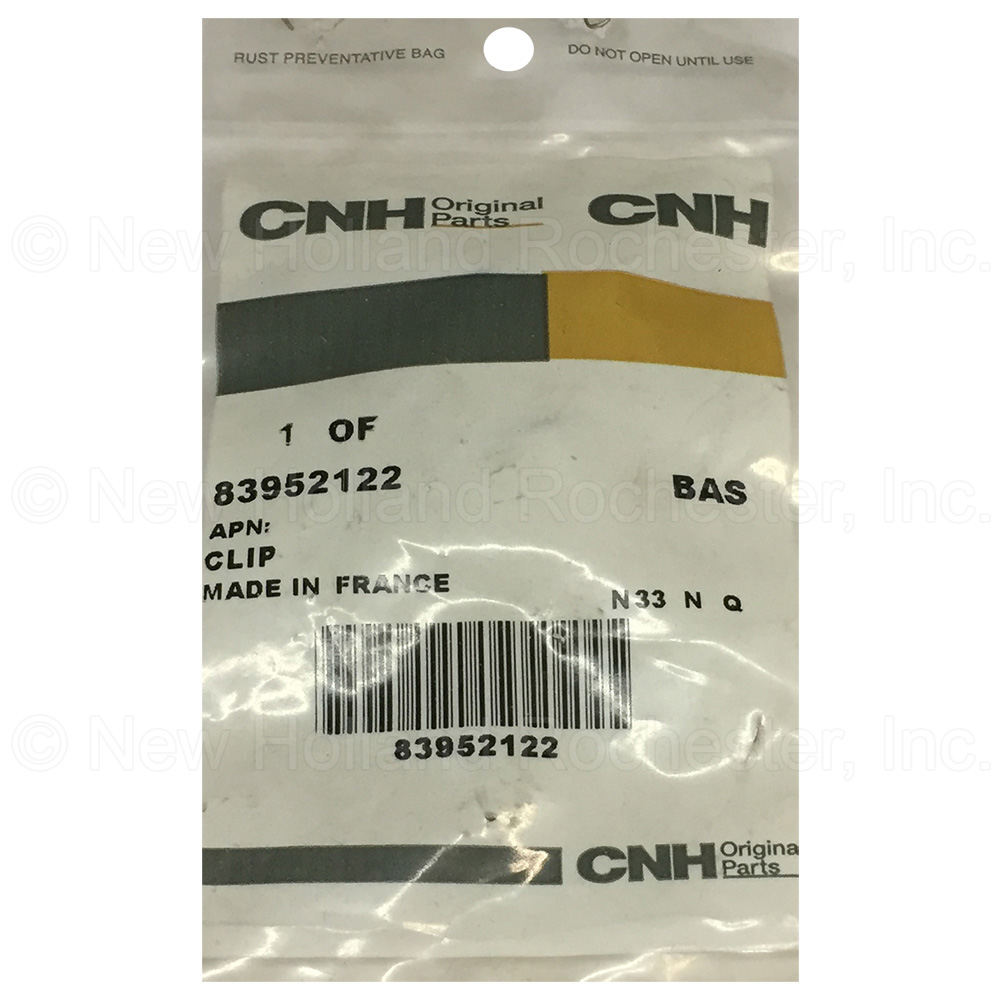 RUST PREVENTATIVE BAG DO NOT OPEN UNTIL USE
CNH Original Parts CNH
© New Holland Rochester, Inc.
1 OF
83952122 BAS
© New Holland Rochester, Inc.
APN:
CLIP
MADE IN FRANCE
N33 N Q
83952122
© New Holland Rochester, Inc.
CNH Origina
Parts